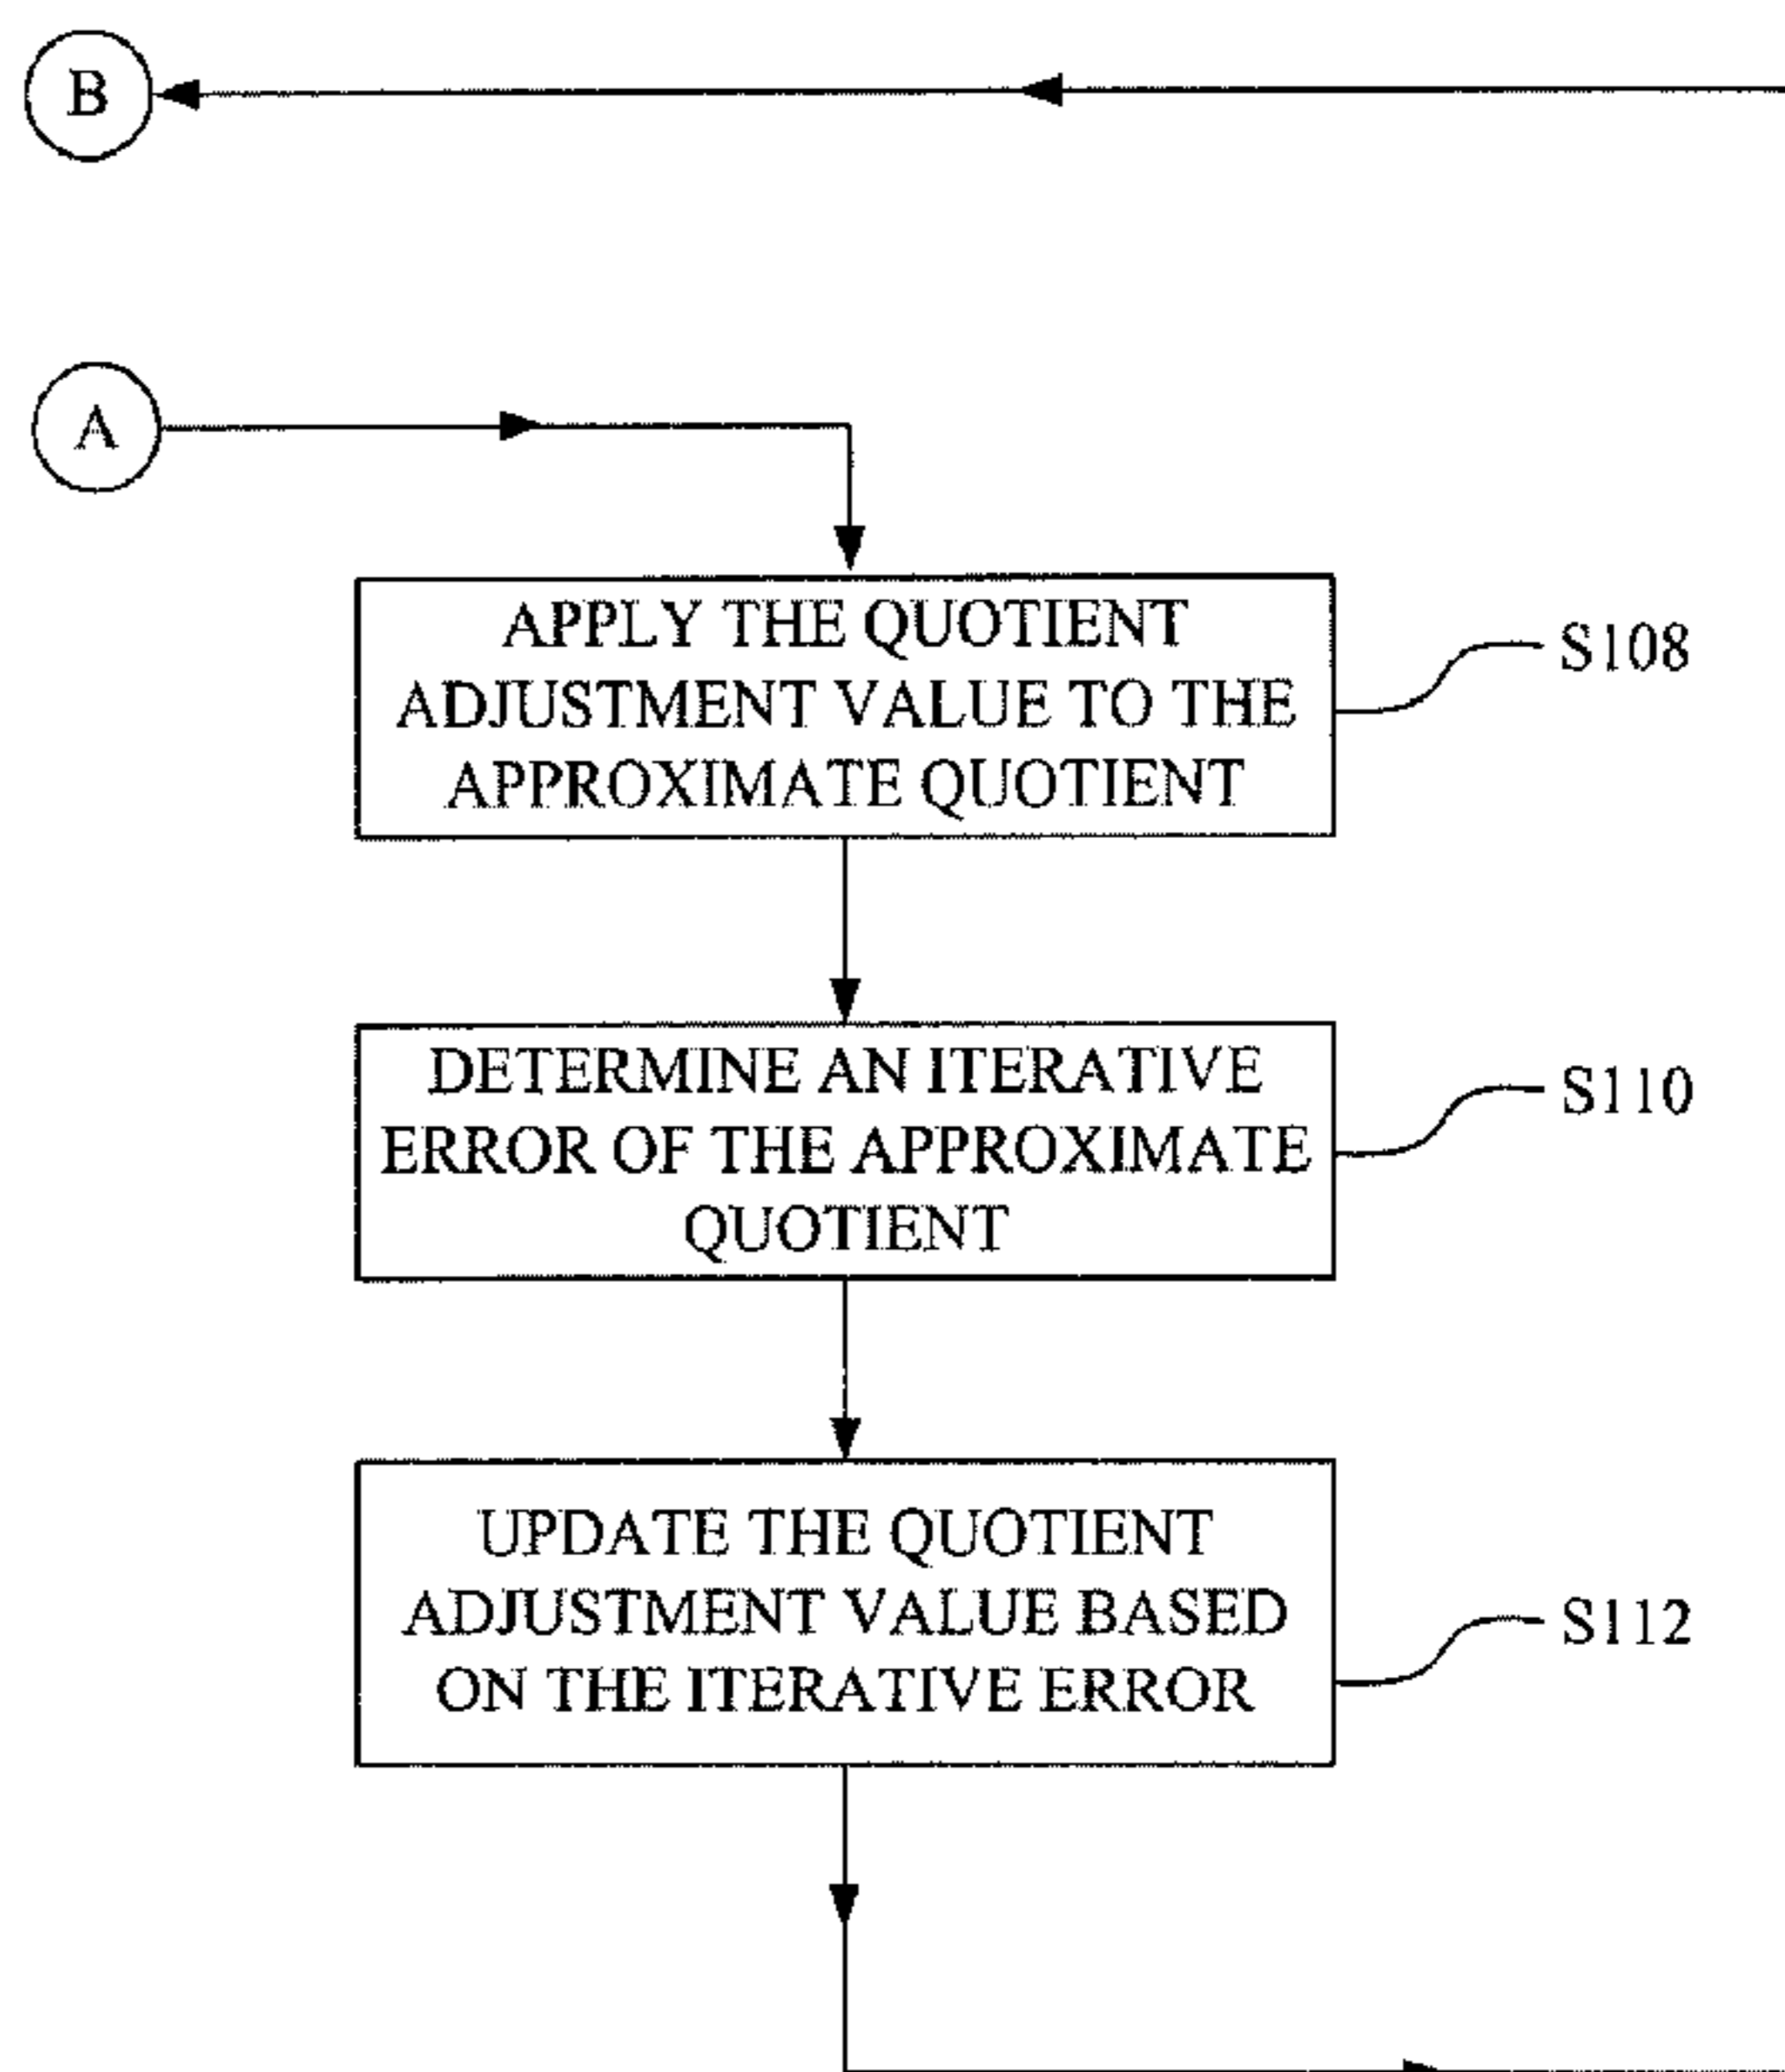 B
A
APPLY THE QUOTIENT
ADJUSTMENT VALUE TO THE
APPROXIMATE QUOTIENT
S108
DETERMINE AN ITERATIVE
ERROR OF THE APPROXIMATE
QUOTIENT
S110
UPDATE THE QUOTIENT
ADJUSTMENT VALUE BASED
ON THE ITERATIVE ERROR
S112